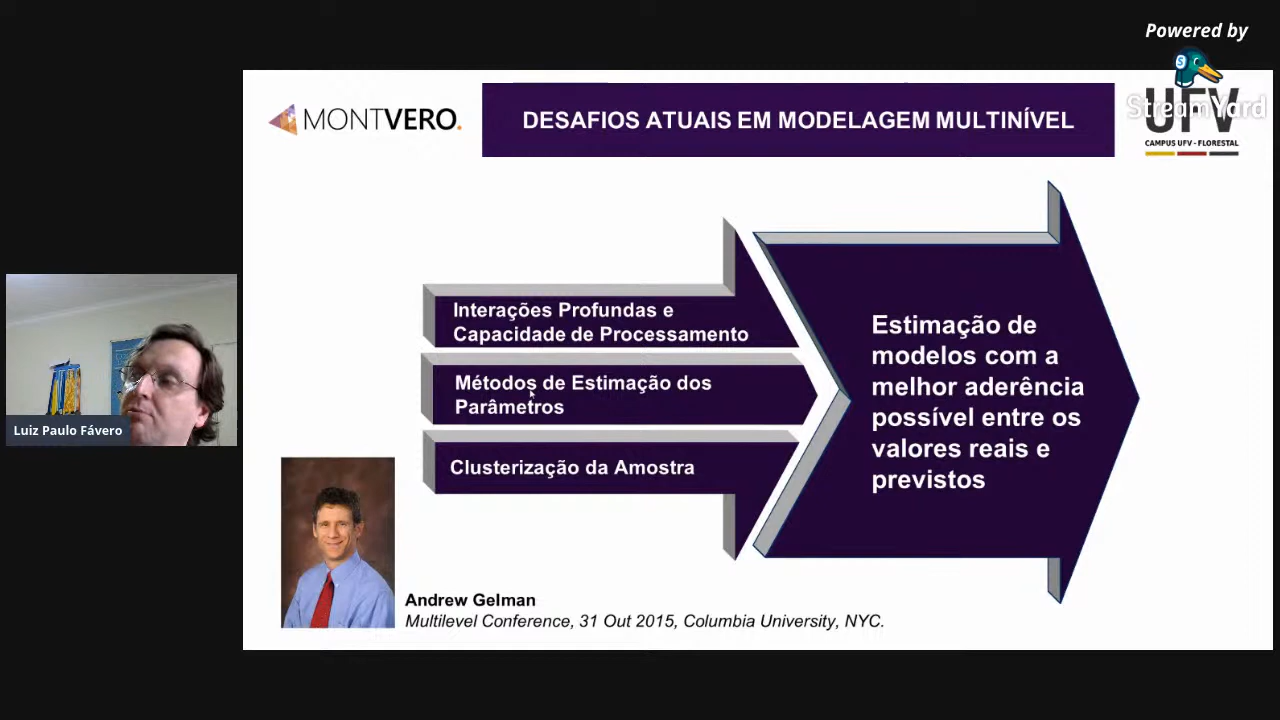 Powered by
StreamYard
MONTVERO.
DESAFIOS ATUAIS EM MODELAGEM MULTINÍVEL
UFV
CAMPUS UFV - FLORESTAL
Interações Profundas e
Capacidade de Processamento
Métodos de Estimação dos
Parâmetros
Clusterização da Amostra
Estimação de
modelos com a
melhor aderência
possível entre os
valores reais e
previstos
Luiz Paulo Fávero
Andrew Gelman
Multilevel Conference, 31 Out 2015, Columbia University, NYC.